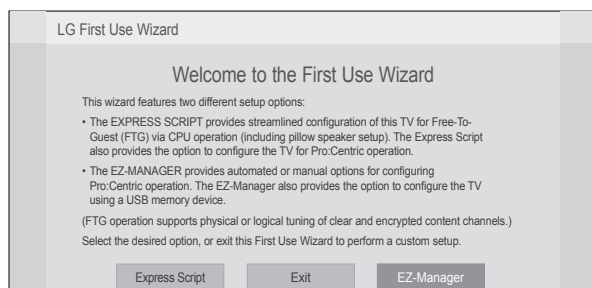 LG First Use Wizard
Welcome to the First Use Wizard
This wizard features two different setup options:
• The EXPRESS SCRIPT provides streamlined configuration of this TV for Free-To-
Guest (FTG) via CPU operation (including pillow speaker setup). The Express Script
also provides the option to configure the TV for Pro:Centric operation.
• The EZ-MANAGER provides automated or manual options for configuring
Pro:Centric operation. The EZ-Manager also provides the option to configure the TV
using a USB memory device.
(FTG operation supports physical or logical tuning of clear and encrypted content channels.)
Select the desired option, or exit this First Use Wizard to perform a custom setup.
Express Script
Exit
EZ-Manager